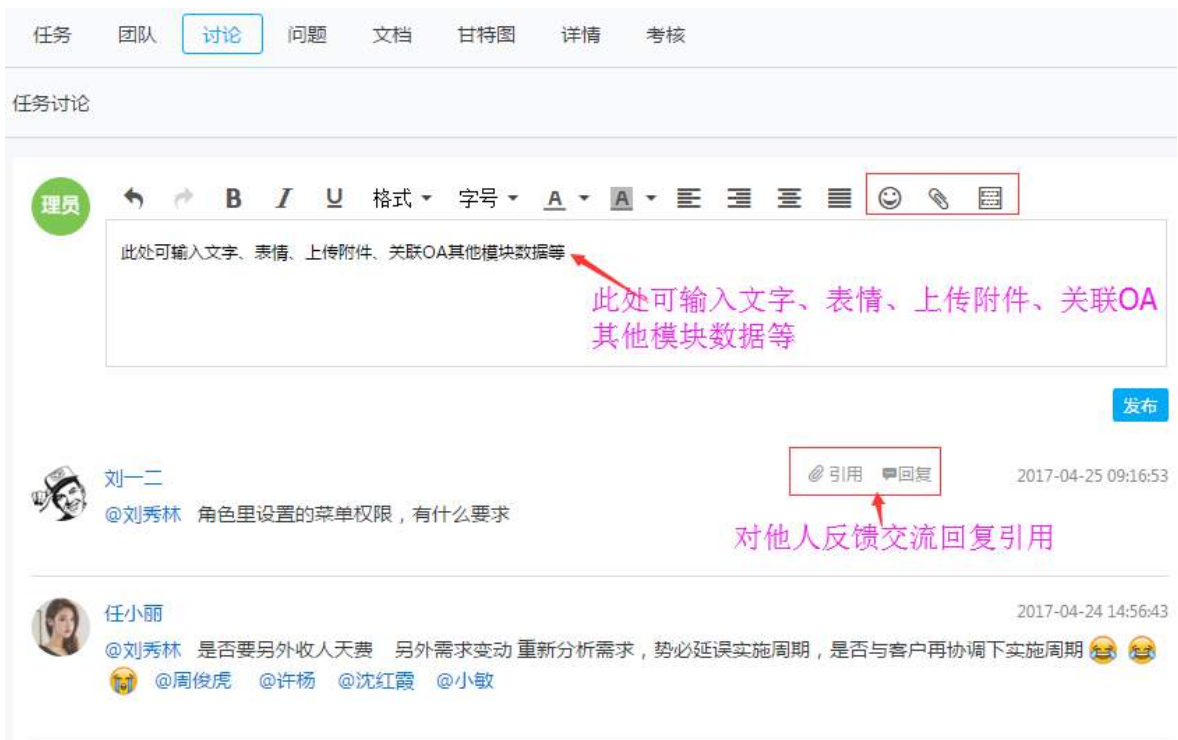 任务 团队 讨论 问题 文档 甘特图 详情 考核
任务讨论
理员 B I U 格式 字号 A A
此处可输入文字、表情、上传附件、关联OA其他模块数据等
此处可输入文字、表情、上传附件、关联OA
其他模块数据等
发布
刘一二 引用 回复 2017-04-25 09:16:53
@刘秀林 角色里设置的菜单权限，有什么要求
对他人反馈交流回复引用
任小丽 2017-04-24 14:56:43
@刘秀林 是否要另外收人天费 另外需求变动 重新分析需求，势必延误实施周期，是否与客户再协调下实施周期😂 😂
😭 @周俊虎 @许杨 @沈红霞 @小敏